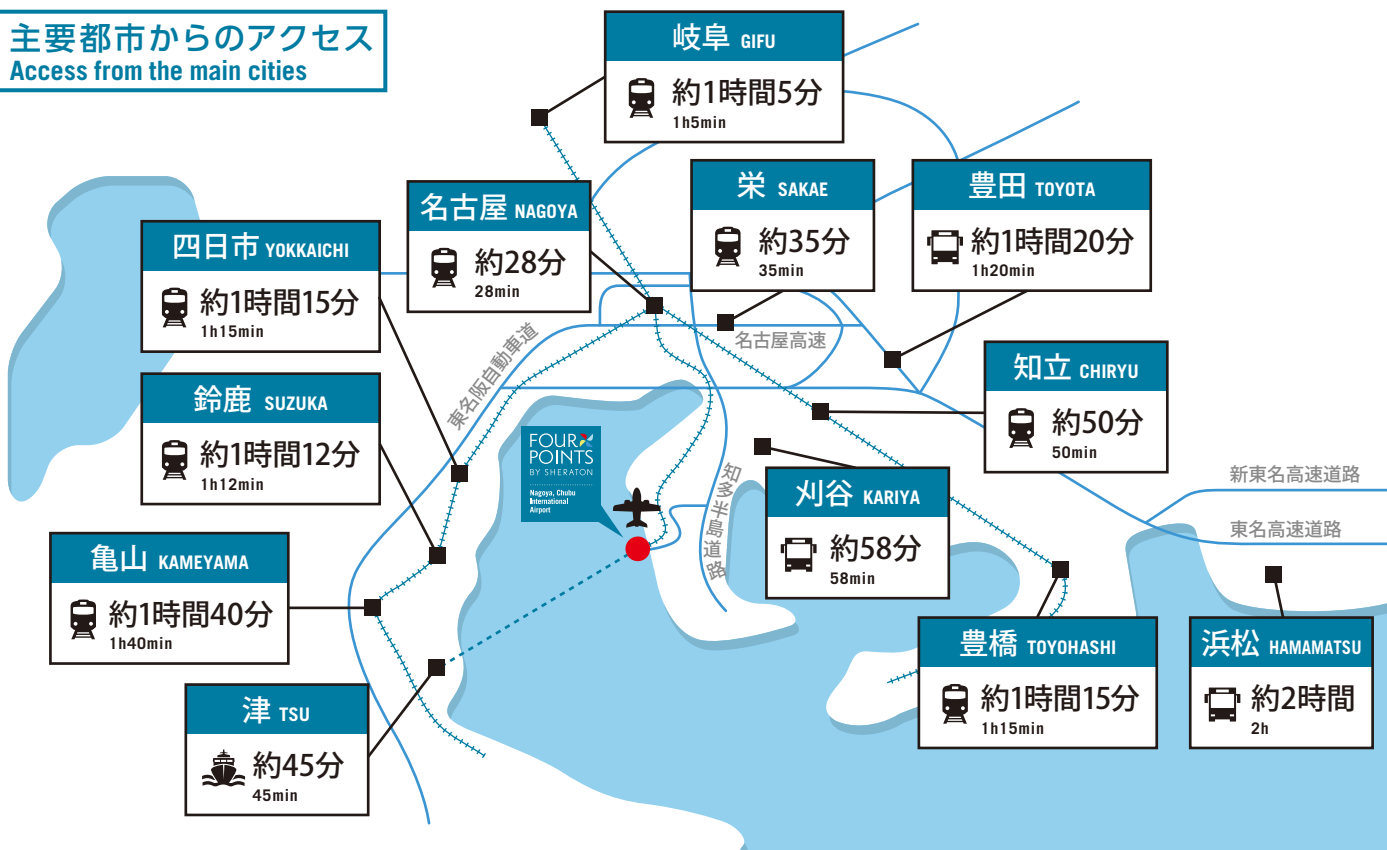 主要都市からのアクセス
Access from the main cities
岐阜 GIFU
約1時間5分
1h5min
名古屋 NAGOYA
約28分
28min
栄 SAKAE
約35分
35min
豊田 TOYOTA
約1時間20分
1h20min
四日市 YOKKAICHI
約1時間15分
1h15min
東名阪自動車道
名古屋高速
知立 CHIRYU
約50分
50min
鈴鹿 SUZUKA
約1時間12分
1h12min
FOUR POINTS
BY SHERATON
Nagoya, Chubu
International
Airport
知多半島道路
刈谷 KARIYA
約58分
58min
新東名高速道路
東名高速道路
亀山 KAMEYAMA
約1時間40分
1h40min
豊橋 TOYOHASHI
約1時間15分
1h15min
浜松 HAMAMATSU
約2時間
2h
津 TSU
約45分
45min